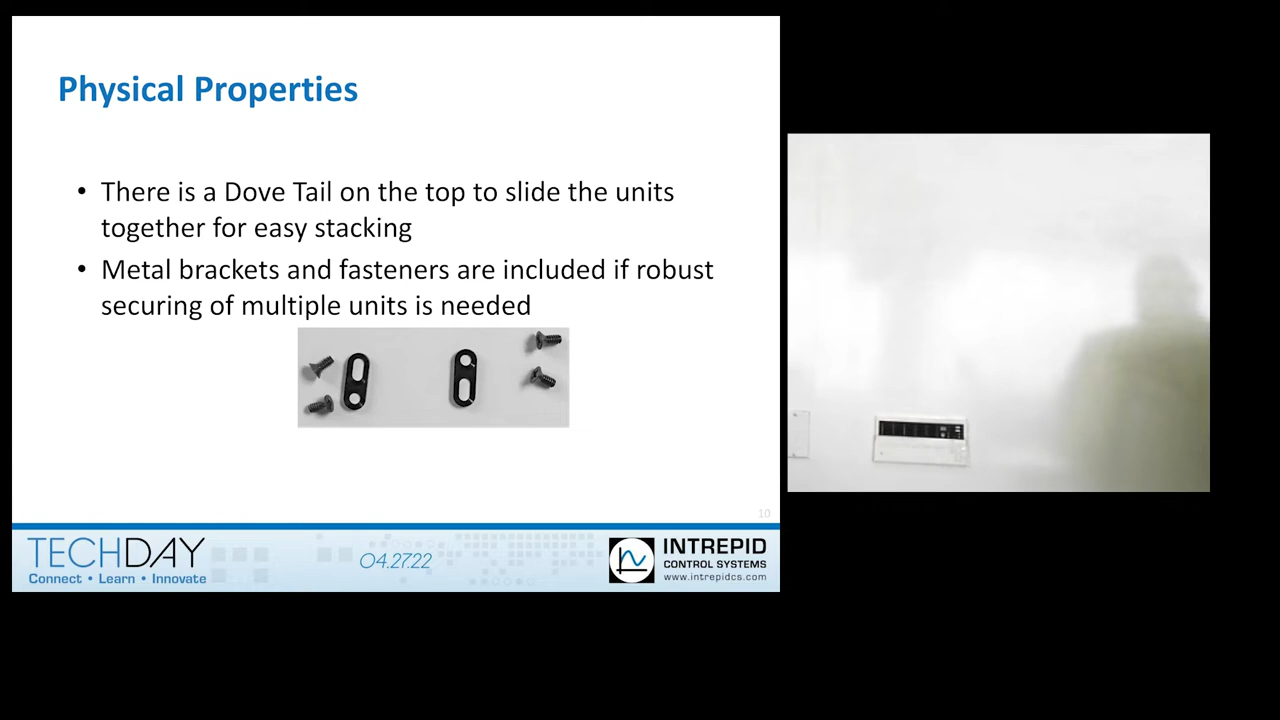 Physical Properties
• There is a Dove Tail on the top to slide the units
together for easy stacking
• Metal brackets and fasteners are included if robust
securing of multiple units is needed
10
TECHDAY
Connect • Learn • Innovate
04.27.22
INTREPID
CONTROL SYSTEMS
www.intrepidcs.com